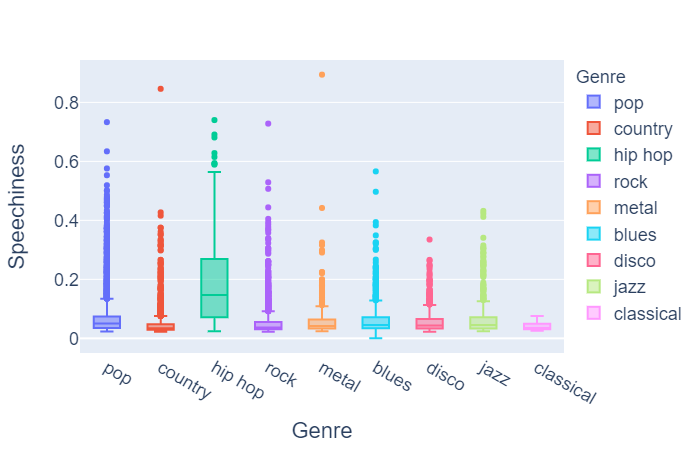 Genre
pop
country
hip hop
rock
metal
blues
disco
jazz
classical
Speechiness
0.8
0.6
0.4
0.2
0
pop
country
hip hop
rock
metal
blues
disco
jazz
classical
Genre